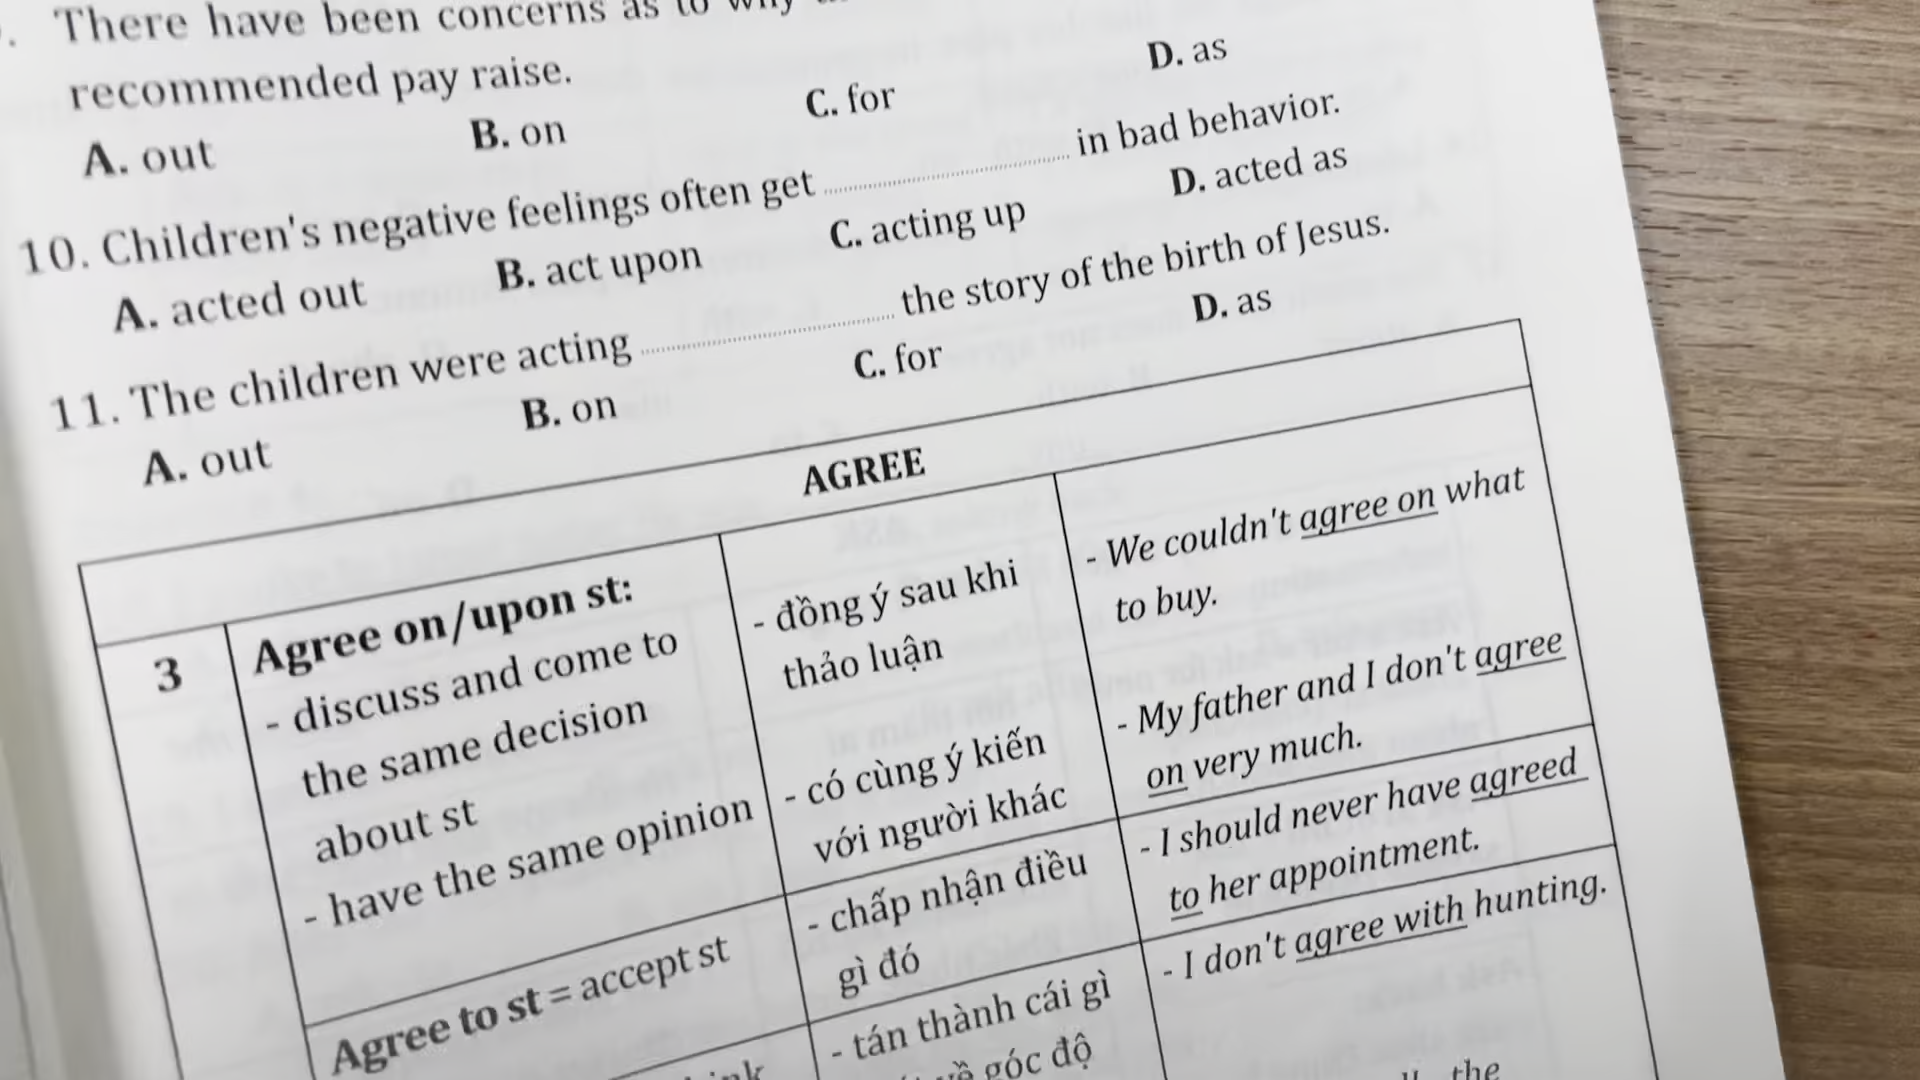 There have been concerns as to why
recommended pay raise.
A. out B. on C. for D. as
10. Children's negative feelings often get .......... in bad behavior.
A. acted out B. act upon C. acting up D. acted as
11. The children were acting .......... the story of the birth of Jesus.
A. out B. on C. for D. as
AGREE
3
Agree on/upon st:
- discuss and come to
the same decision
about st
- have the same opinion
- đồng ý sau khi
thảo luận
- có cùng ý kiến
với người khác
- We couldn't agree on what
to buy.
- My father and I don't agree
on very much.
Agree to st = accept st
- chấp nhận điều
gì đó
- I should never have agreed
to her appointment.
- tán thành cái gì
góc độ
- I don't agree with hunting.
the